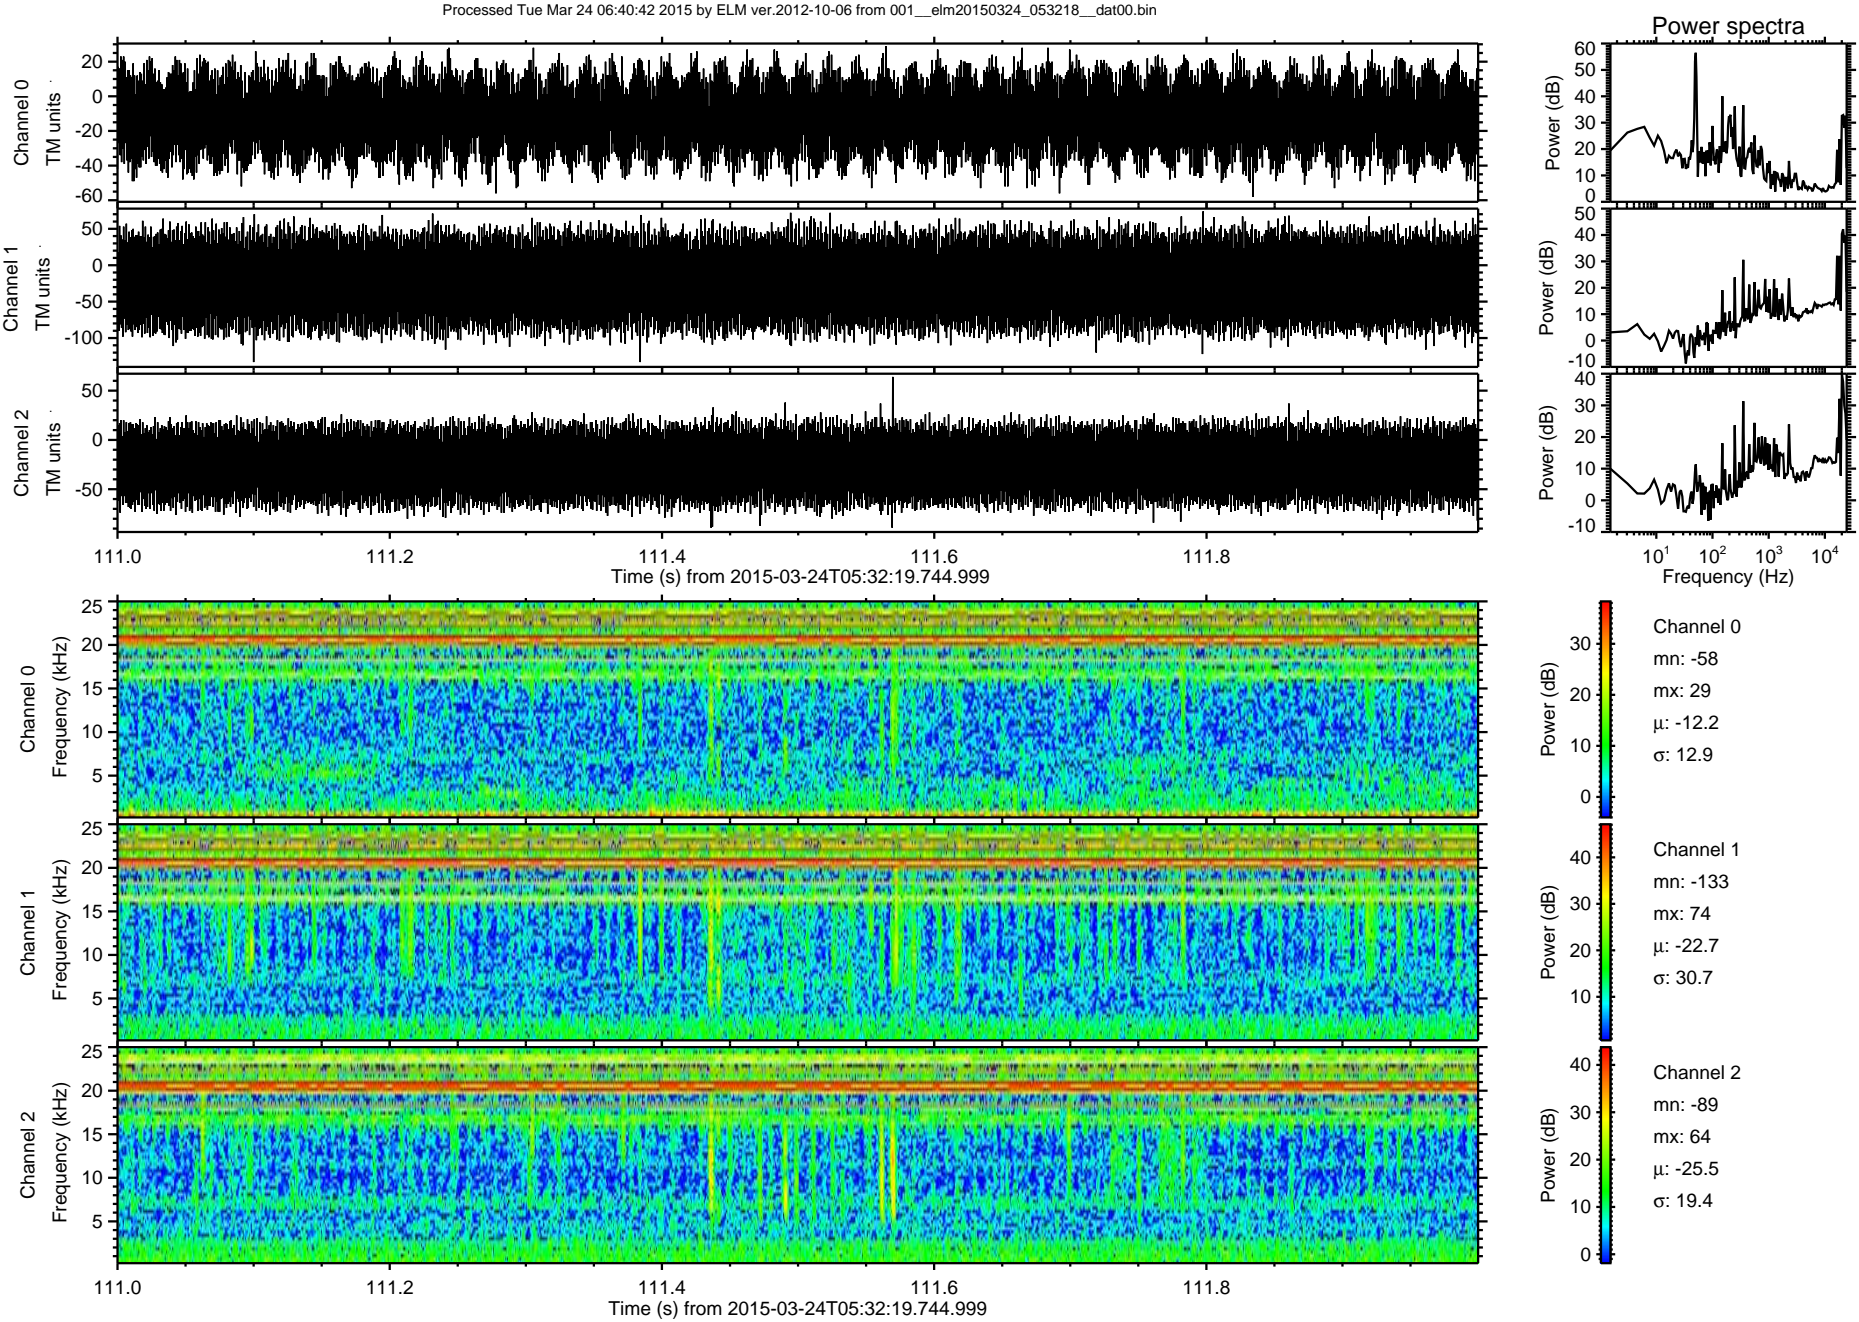 Processed Tue Mar 24 06:40:42 2015 by ELM ver.2012-10-06 from 001__elm20150324_053218__dat00.bin
Power spectra
Channel 0
TM units
20
0
-20
-40
-60
Power (dB)
60
50
40
30
20
10
0
Channel 1
TM units
50
0
-50
-100
Power (dB)
50
40
30
20
10
0
-10
Channel 2
TM units
50
0
-50
Power (dB)
40
30
20
10
0
-10
111.0 111.2 111.4 111.6 111.8
Time (s) from 2015-03-24T05:32:19.744.999
10¹ 10² 10³ 10⁴
Frequency (Hz)
Channel 0
Frequency (kHz)
25
20
15
10
5
Power (dB)
30
20
10
0
Channel 0
mn: -58
mx: 29
μ: -12.2
σ: 12.9
Channel 1
Frequency (kHz)
25
20
15
10
5
Power (dB)
40
30
20
10
Channel 1
mn: -133
mx: 74
μ: -22.7
σ: 30.7
Channel 2
Frequency (kHz)
25
20
15
10
5
Power (dB)
40
30
20
10
0
Channel 2
mn: -89
mx: 64
μ: -25.5
σ: 19.4
111.0 111.2 111.4 111.6 111.8
Time (s) from 2015-03-24T05:32:19.744.999